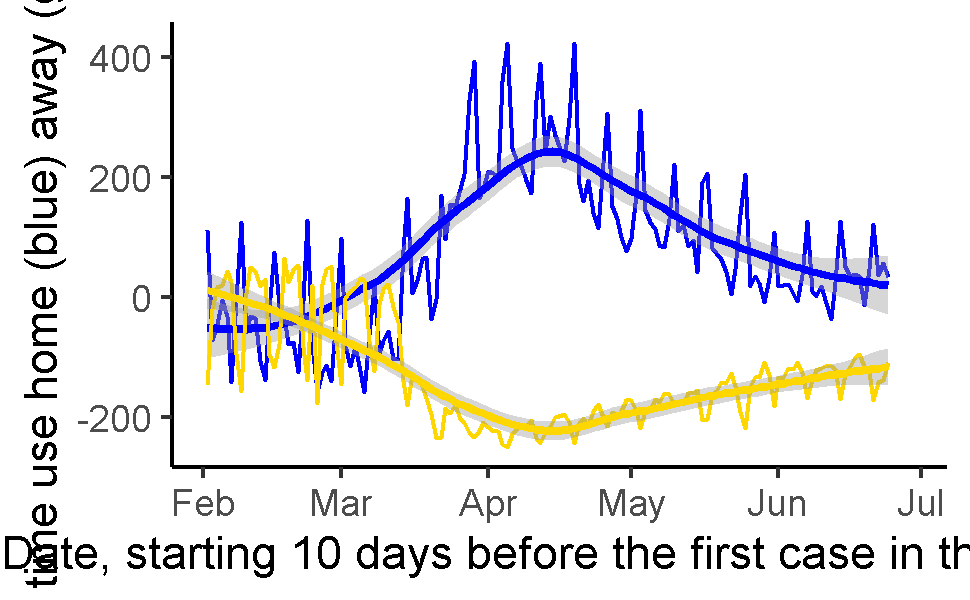 time use home (blue) away (
400
200
0
-200
Feb Mar Apr May Jun Jul
Date, starting 10 days before the first case in th